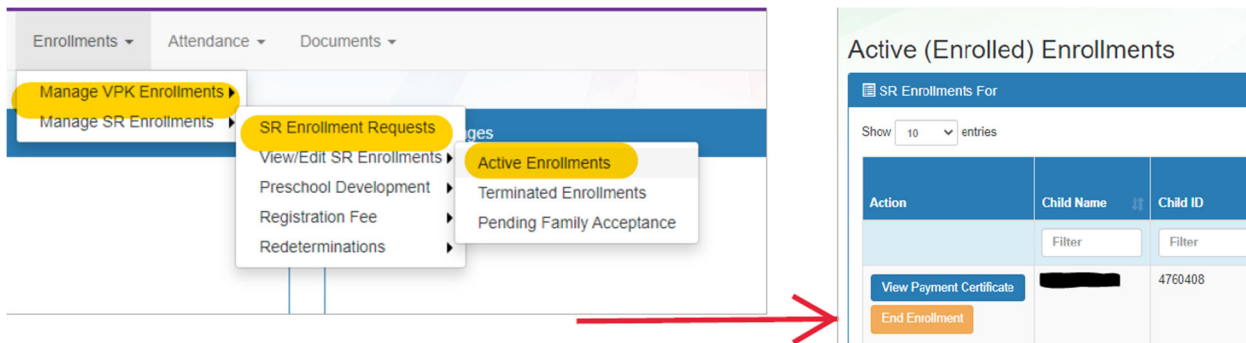 Enrollments Attendance Documents
Manage VPK Enrollments
Manage SR Enrollments
SR Enrollment Requests
View/Edit SR Enrollments
Preschool Development
Registration Fee
Redeterminations
Active Enrollments
Terminated Enrollments
Pending Family Acceptance
Active (Enrolled) Enrollments
SR Enrollments For
Show 10 entries
Action Child Name Child ID
Filter Filter
View Payment Certificate 4760408
End Enrollment